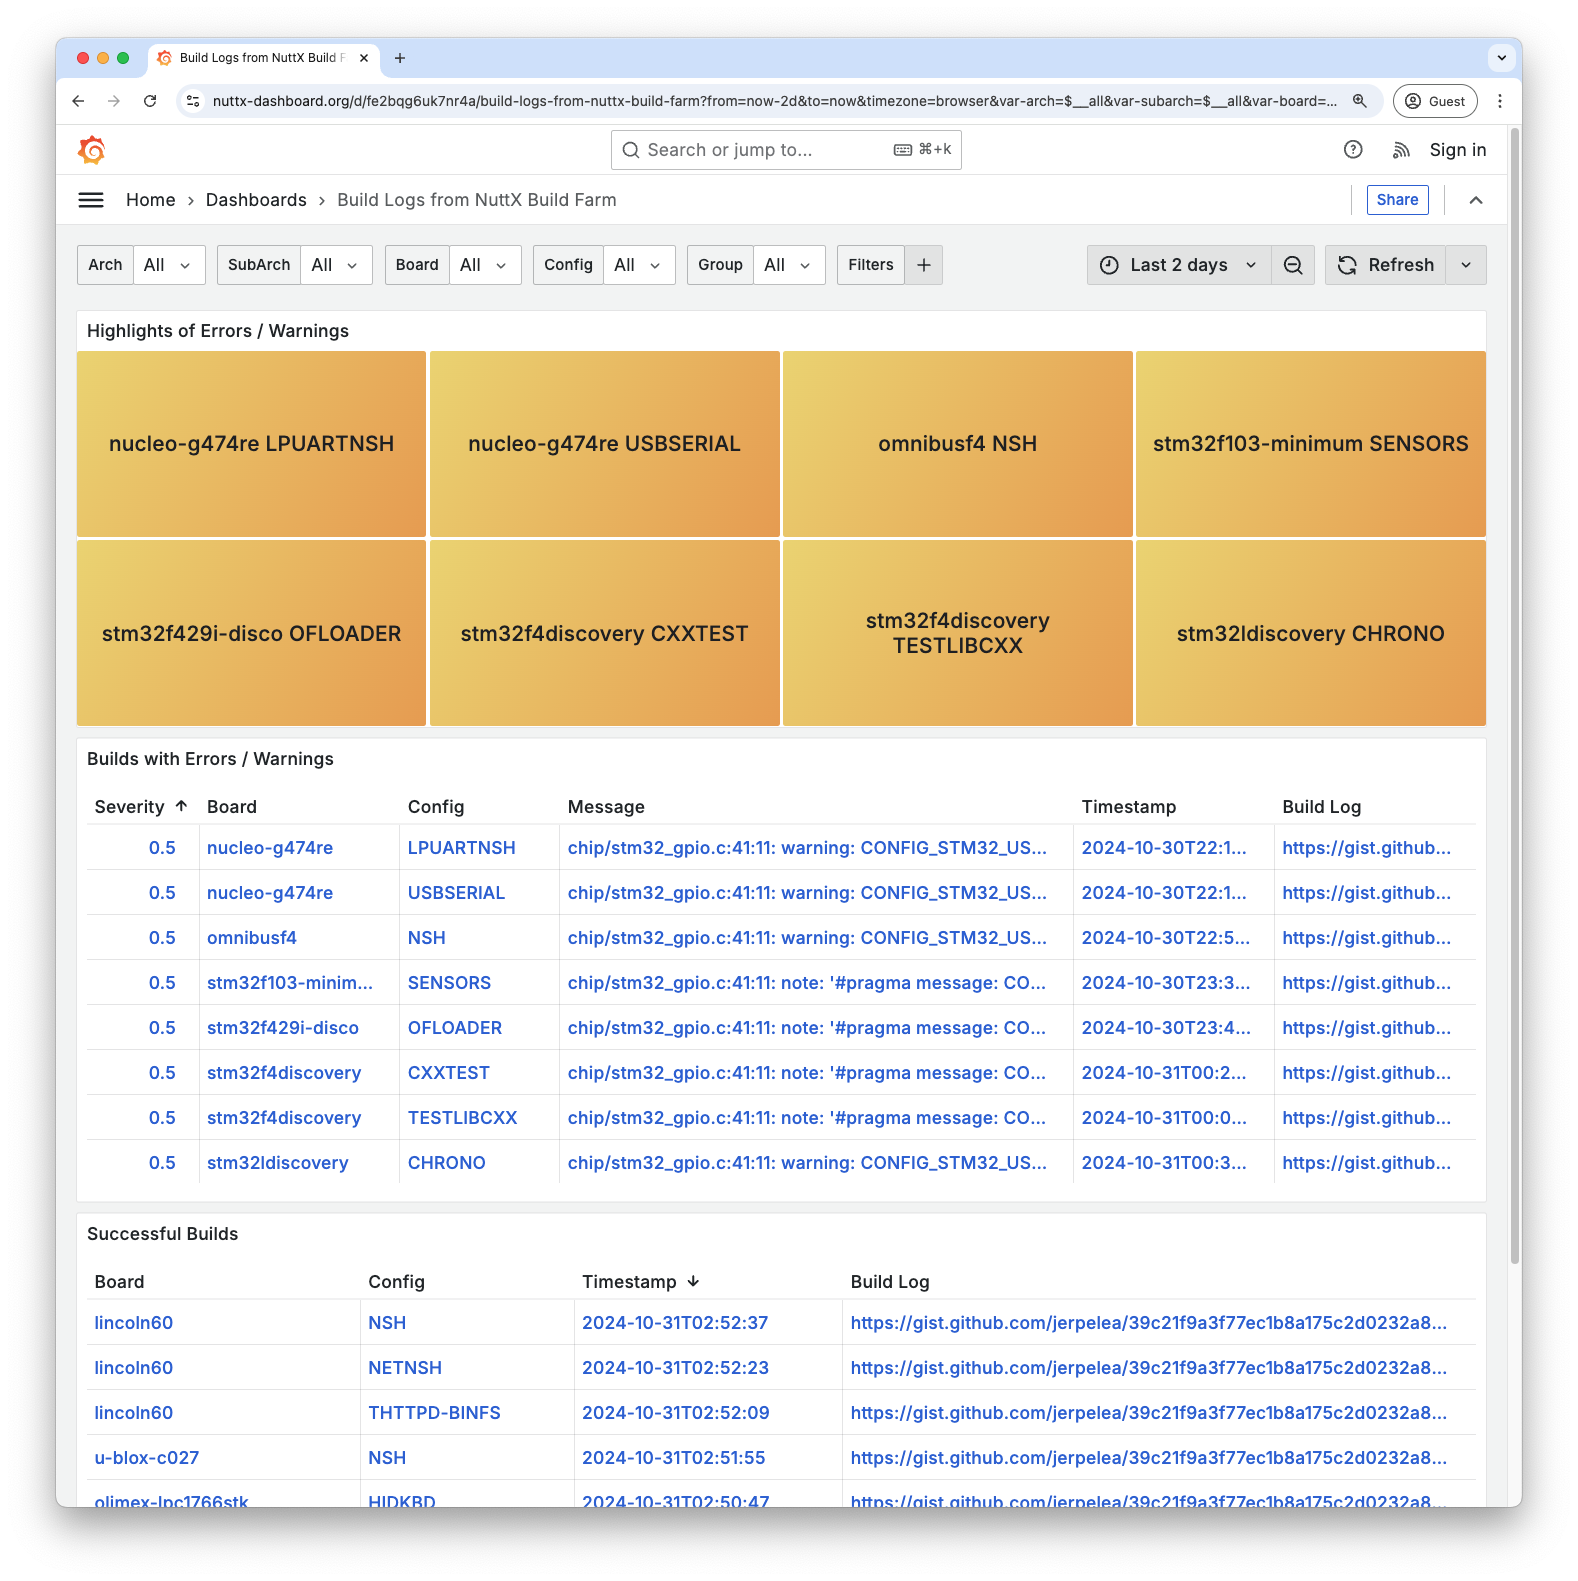 Build Logs from NuttX Build F
nuttx-dashboard.org/d/fe2bqg6uk7nr4a/build-logs-from-nuttx-build-farm?from=now-2d&to=now&timezone=browser&var-arch=$__all&var-subarch=$__all&var-board=...
Guest
Search or jump to...
⌘+k
Sign in
Home › Dashboards › Build Logs from NuttX Build Farm
Share
Arch All SubArch All Board All Config All Group All Filters + Last 2 days Refresh
Highlights of Errors / Warnings
nucleo-g474re LPUARTNSH
nucleo-g474re USBSERIAL
omnibusf4 NSH
stm32f103-minimum SENSORS
stm32f429i-disco OFLOADER
stm32f4discovery CXXTEST
stm32f4discovery
TESTLIBCXX
stm32ldiscovery CHRONO
Builds with Errors / Warnings
Severity ↑ Board Config Message Timestamp Build Log
0.5 nucleo-g474re LPUARTNSH chip/stm32_gpio.c:41:11: warning: CONFIG_STM32_US... 2024-10-30T22:1... https://gist.github...
0.5 nucleo-g474re USBSERIAL chip/stm32_gpio.c:41:11: warning: CONFIG_STM32_US... 2024-10-30T22:1... https://gist.github...
0.5 omnibusf4 NSH chip/stm32_gpio.c:41:11: warning: CONFIG_STM32_US... 2024-10-30T22:5... https://gist.github...
0.5 stm32f103-minim... SENSORS chip/stm32_gpio.c:41:11: note: '#pragma message: CO... 2024-10-30T23:3... https://gist.github...
0.5 stm32f429i-disco OFLOADER chip/stm32_gpio.c:41:11: note: '#pragma message: CO... 2024-10-30T23:4... https://gist.github...
0.5 stm32f4discovery CXXTEST chip/stm32_gpio.c:41:11: note: '#pragma message: CO... 2024-10-31T00:2... https://gist.github...
0.5 stm32f4discovery TESTLIBCXX chip/stm32_gpio.c:41:11: note: '#pragma message: CO... 2024-10-31T00:0... https://gist.github...
0.5 stm32ldiscovery CHRONO chip/stm32_gpio.c:41:11: warning: CONFIG_STM32_US... 2024-10-31T00:3... https://gist.github...
Successful Builds
Board Config Timestamp ↓ Build Log
lincoln60 NSH 2024-10-31T02:52:37 https://gist.github.com/jerpelea/39c21f9a3f77ec1b8a175c2d0232a8...
lincoln60 NETNSH 2024-10-31T02:52:23 https://gist.github.com/jerpelea/39c21f9a3f77ec1b8a175c2d0232a8...
lincoln60 THTTPD-BINFS 2024-10-31T02:52:09 https://gist.github.com/jerpelea/39c21f9a3f77ec1b8a175c2d0232a8...
u-blox-c027 NSH 2024-10-31T02:51:55 https://gist.github.com/jerpelea/39c21f9a3f77ec1b8a175c2d0232a8...
olimex-lpc1766stk HIDKBD 2024-10-31T02:50:47 https://gist.github.com/jerpelea/39c21f9a3f77ec1b8a175c2d0232a8...